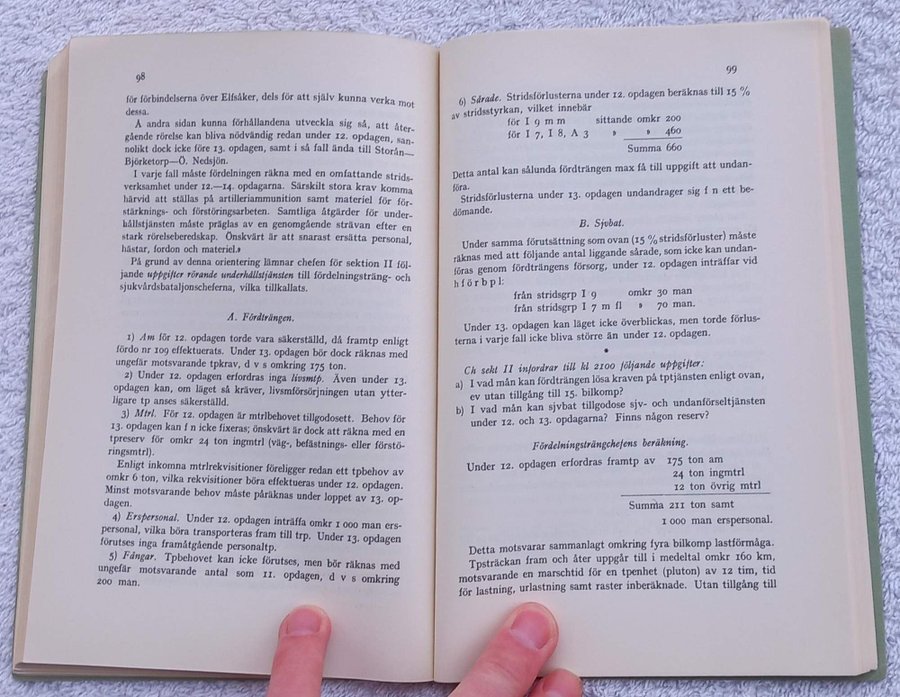 98
för förbindelserna över Elfsåker, dels för att själv kunna verka mot
dessa.
Å andra sidan kunna förhållandena utveckla sig så, att åter-
gående rörelse kan bliva nödvändig redan under 12. opdagen, san-
nolikt dock icke före 13. opdagen, samt i så fall ända till Storån—
Björketorp—Ö. Nedsjön.
I varje fall måste fördelningen räkna med en omfattande strids-
verksamhet under 12.—14. opdagarna. Särskilt stora krav komma
härvid att ställas på artilleriammunition samt materiel för för-
stärknings- och förstöringsarbeten. Samtliga åtgärder för under-
hållstjänsten måste präglas av en genomgående strävan efter en
stark rörelseberedskap. Önskvärt är att snarast ersätta personal,
hästar, fordon och materiel.»
På grund av denna orientering lämnar chefen för sektion II föl-
jande uppgifter rörande underhållstjänsten till fördelningsträng- och
sjukvårdsbataljonscheferna, vilka tillkallats.
A. Fördträngen.
1) Am för 12. opdagen torde vara säkerställd, då framtp enligt
fördo nr 109 effektuerats. Under 13. opdagen bör dock räknas med
ungefär motsvarande tpkrav, d v s omkring 175 ton.
2) Under 12. opdagen erfordras inga livsmtp. Även under 13.
opdagen kan, om läget så kräver, livsmförsörjningen utan ytter-
ligare tp anses säkerställd.
3) Mtrl. För 12. opdagen är mtrlbehovet tillgodosett. Behov för
13. opdagen kan f n icke fixeras; önskvärt är dock att räkna med en
tpreserv för omkr 24 ton ingmtrl (väg-, befästnings- eller förstö-
ringsmtrl).
Enligt inkomna mtrlrekvisitioner föreligger redan ett tpbehov av
omkr 6 ton, vilka rekvisitioner böra effektueras under 12. opdagen.
Minst motsvarande behov måste påräknas under loppet av 13. op-
dagen.
4) Erspersonal. Under 12. opdagen inträffa omkr 1 000 man ers-
personal, vilka böra transporteras fram till trp. Under 13. opdagen
förutses inga framåtgående personaltp.
5) Fångar. Tpbehovet kan icke förutses, men bör räknas med
ungefär motsvarande antal som 11. opdagen, d v s omkring
200 man.
99
6) Sårade. Stridsförlusterna under 12. opdagen beräknas till 15 %
av stridsstyrkan, vilket innebär
för I 9 m m sittande omkr 200
för I 7, I 8, A 3 » » 460
Summa 660
Detta antal kan sålunda fördträngen max få till uppgift att undan-
föra.
Stridsförlusterna under 13. opdagen undandrager sig f n ett be-
dömande.
B. Sjvbat.
Under samma förutsättning som ovan (15 % stridsförluster) måste
räknas med att följande antal liggande sårade, som icke kan undan-
föras genom fördträngens försorg, under 12. opdagen inträffar vid
h f ö r b p l:
från stridsgrp I 9 omkr 30 man
från stridsgrp I 7 m fl » 70 man.
Under 13. opdagen kan läget icke överblickas, men torde förlus-
terna i varje fall icke bliva större än under 12. opdagen.
Ch sekt II infordrar till kl 2100 följande uppgifter:
a) I vad mån kan fördträngen lösa kraven på tptjänsten enligt ovan,
ev utan tillgång till 15. bilkomp?
b) I vad mån kan sjvbat tillgodose sjv- och undanförseltjänsten
under 12. och 13. opdagarna? Finns någon reserv?
Fördelningsträngchefens beräkning.
Under 12. opdagen erfordras framtp av 175 ton am
24 ton ingmtrl
12 ton övrig mtrl
Summa 211 ton samt
1 000 man erspersonal.
Detta motsvarar sammanlagt omkring fyra bilkomp lastförmåga.
Tpsträckan fram och åter uppgår till i medeltal omkr 160 km,
motsvarande en marschtid för en tpenhet (pluton) av 12 tim, tid
för lastning, urlastning samt raster inberäknade. Utan tillgång till